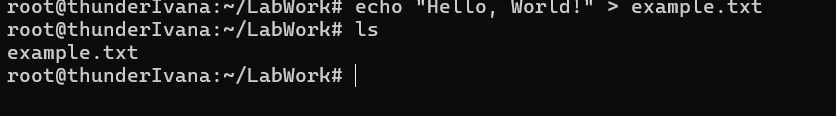 root@thunderIvana:~/LabWork# echo "Hello, World!" > example.txt
root@thunderIvana:~/LabWork# ls
example.txt
root@thunderIvana:~/LabWork#